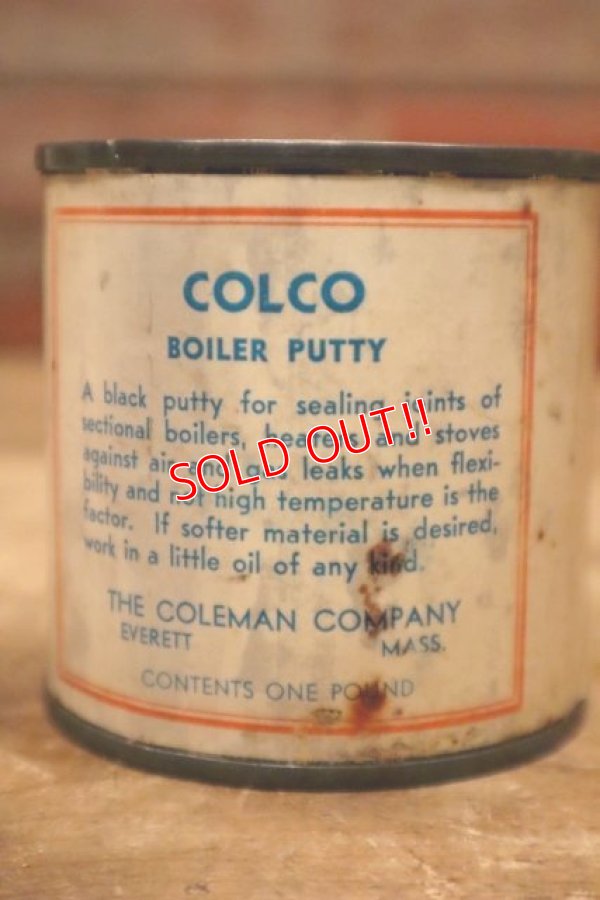 COLCO
BOILER PUTTY
A black putty for sealing joints of
sectional boilers, heaters and stoves
against air and gas leaks when flexi-
bility and not high temperature is the
factor. If softer material is desired,
work in a little oil of any kind.
THE COLEMAN COMPANY
EVERETT MASS.
CONTENTS ONE POUND
SOLD OUT!!